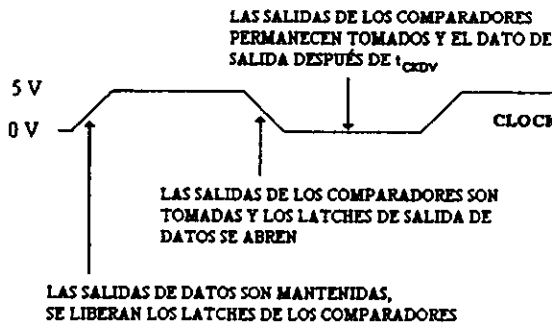 LAS SALIDAS DE LOS COMPARADORES
PERMANECEN TOMADOS Y EL DATO DE
SALIDA DESPUÉS DE tCKDV
5 V
0 V
CLOCK
LAS SALIDAS DE LOS COMPARADORES SON
TOMADAS Y LOS LATCHES DE SALIDA DE
DATOS SE ABREN
LAS SALIDAS DE DATOS SON MANTENIDAS,
SE LIBERAN LOS LATCHES DE LOS COMPARADORES